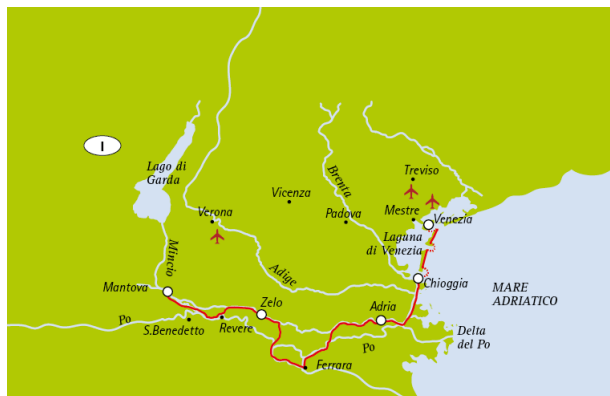 I
Lago di
Garda
Treviso
Brenta
Vicenza
Verona
Padova
Mestre
Venezia
Laguna
di Venezia
Mincio
Adige
Chioggia
Mantova
MARE
ADRIATICO
Zelo
Adria
Po
S.Benedetto
Revere
Po
Delta
del Po
Ferrara